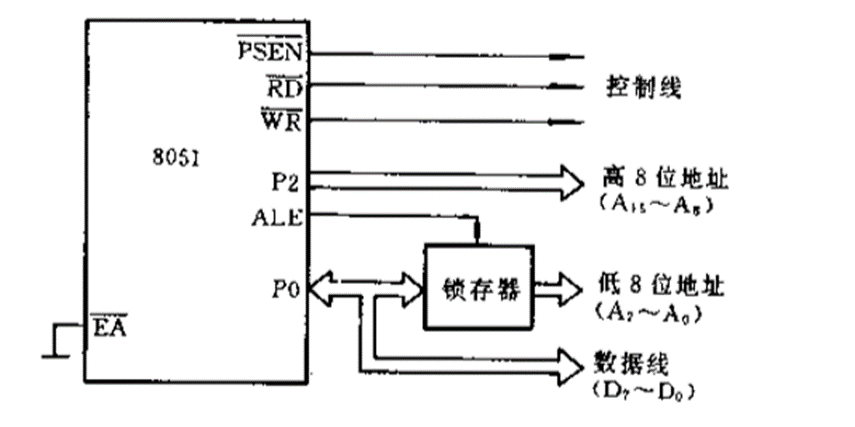 PSEN
RD
控制线
WR
8051
P2
高8位地址
(A₁₅～A₈)
ALE
P0
锁存器
低8位地址
(A₇～A₀)
EA
数据线
(D₇～D₀)